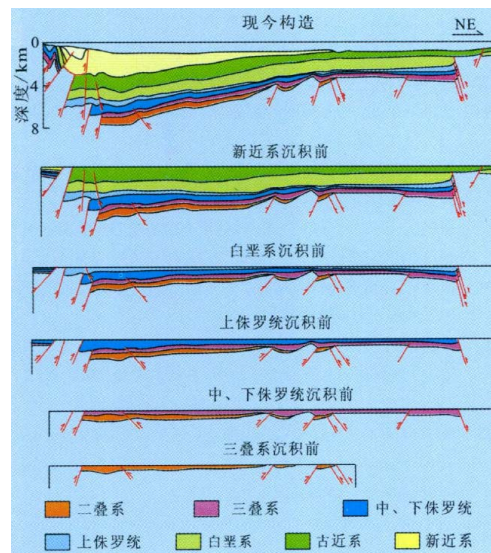 现今构造
NE
0
4
8
深度/km
新近系沉积前
白垩系沉积前
上侏罗统沉积前
中、下侏罗统沉积前
三叠系沉积前
二叠系
三叠系
中、下侏罗统
上侏罗统
白垩系
古近系
新近系